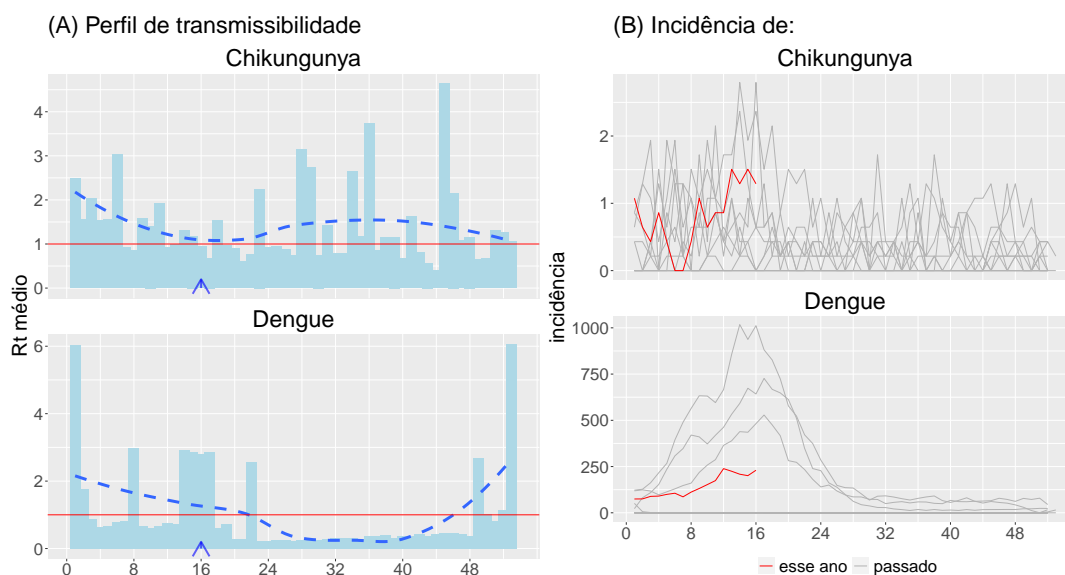 (A) Perfil de transmissibilidade
Chikungunya
4
3
2
1
0
Dengue
6
4
2
0
0 8 16 24 32 40 48
Rt médio
(B) Incidência de:
Chikungunya
2
1
0
Dengue
1000
750
500
250
0
0 8 16 24 32 40 48
incidência
esse ano passado